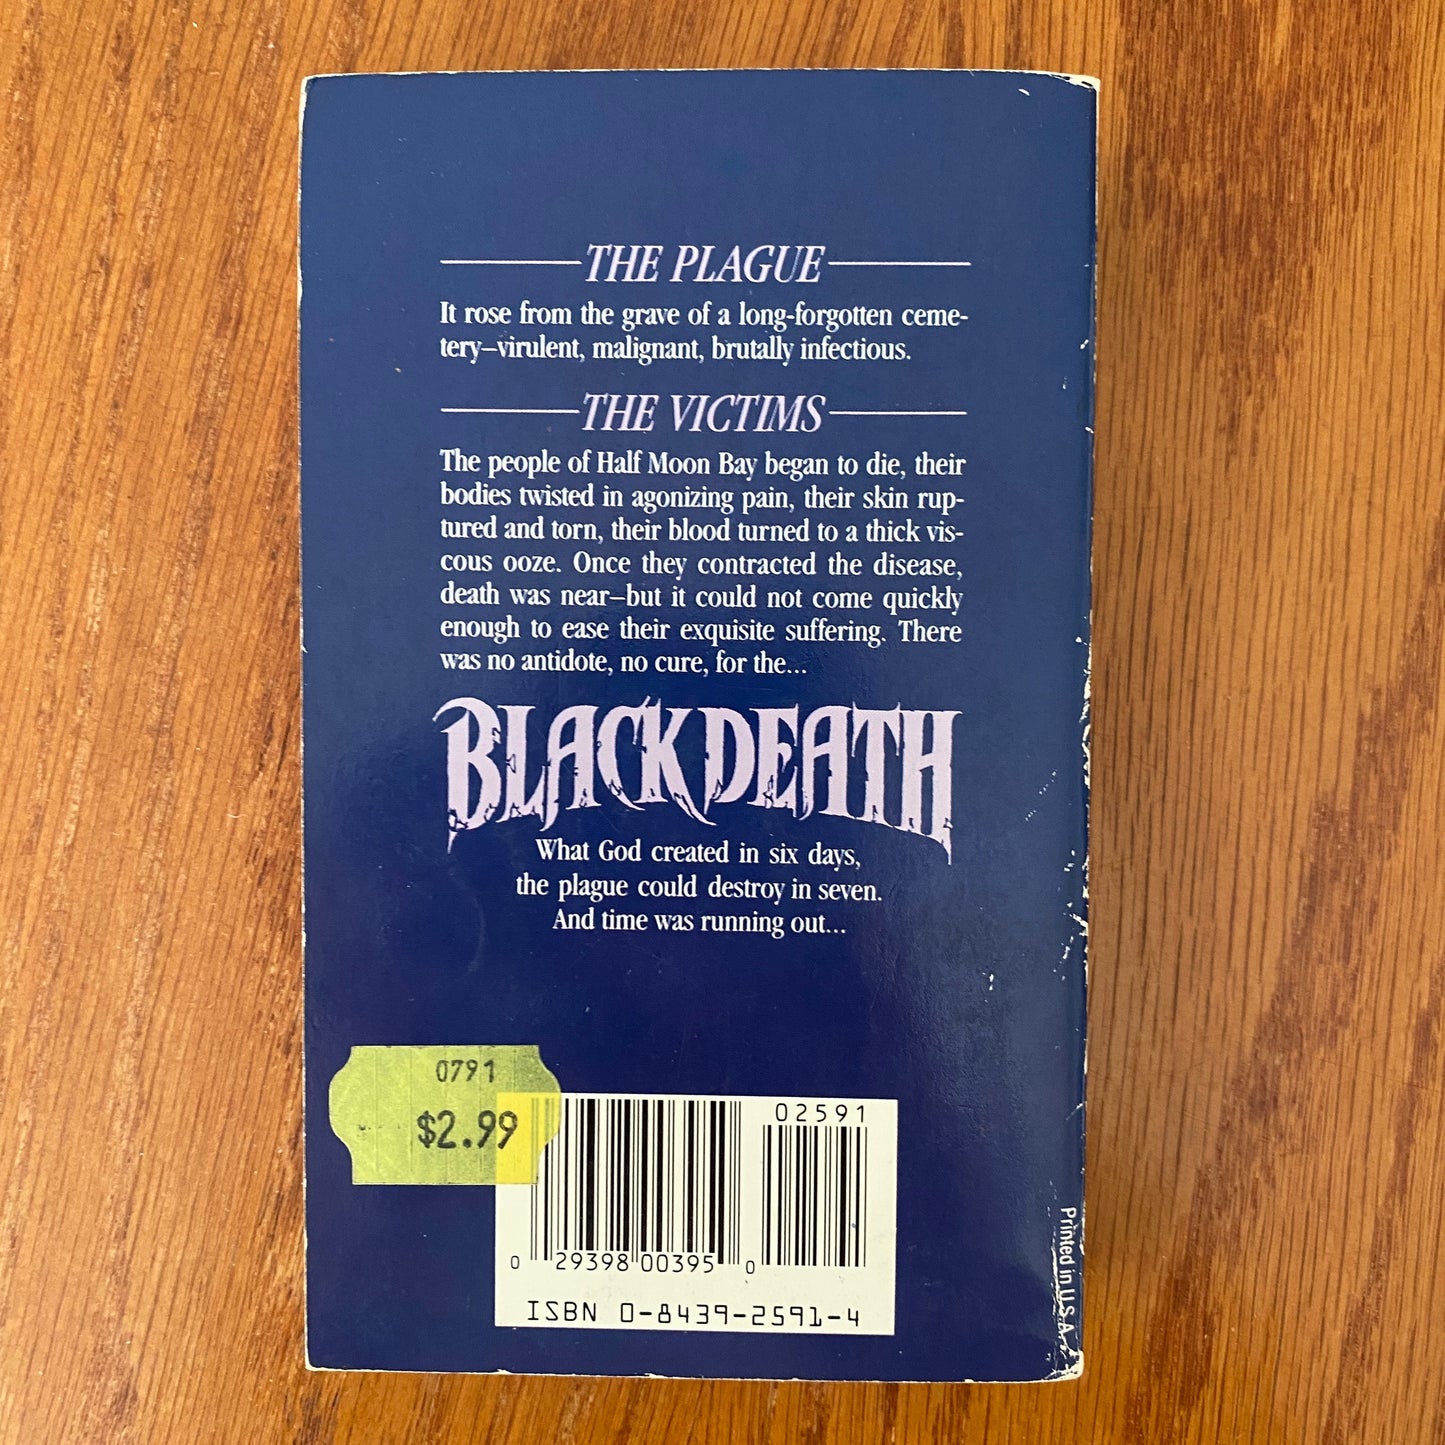 THE PLAGUE
It rose from the grave of a long-forgotten ceme-
tery–virulent, malignant, brutally infectious.
THE VICTIMS
The people of Half Moon Bay began to die, their
bodies twisted in agonizing pain, their skin rup-
tured and torn, their blood turned to a thick vis-
cous ooze. Once they contracted the disease,
death was near–but it could not come quickly
enough to ease their exquisite suffering. There
was no antidote, no cure, for the...
BLACK DEATH
What God created in six days,
the plague could destroy in seven.
And time was running out...
0791
$2.99
02591
0 29398 00395 0
ISBN 0-8439-2591-4
Printed in U.S.A.